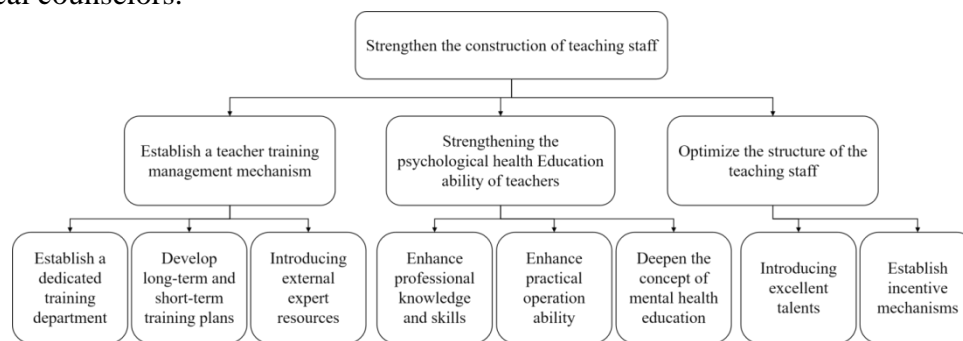 counselors.
Strengthen the construction of teaching staff
Establish a teacher training
management mechanism
Strengthening the
psychological health Education
ability of teachers
Optimize the structure of the
teaching staff
Establish a
dedicated
training
department
Develop
long-term and
short-term
training plans
Introducing
external
expert
resources
Enhance
professional
knowledge
and skills
Enhance
practical
operation
ability
Deepen the
concept of
mental health
education
Introducing
excellent
talents
Establish
incentive
mechanisms